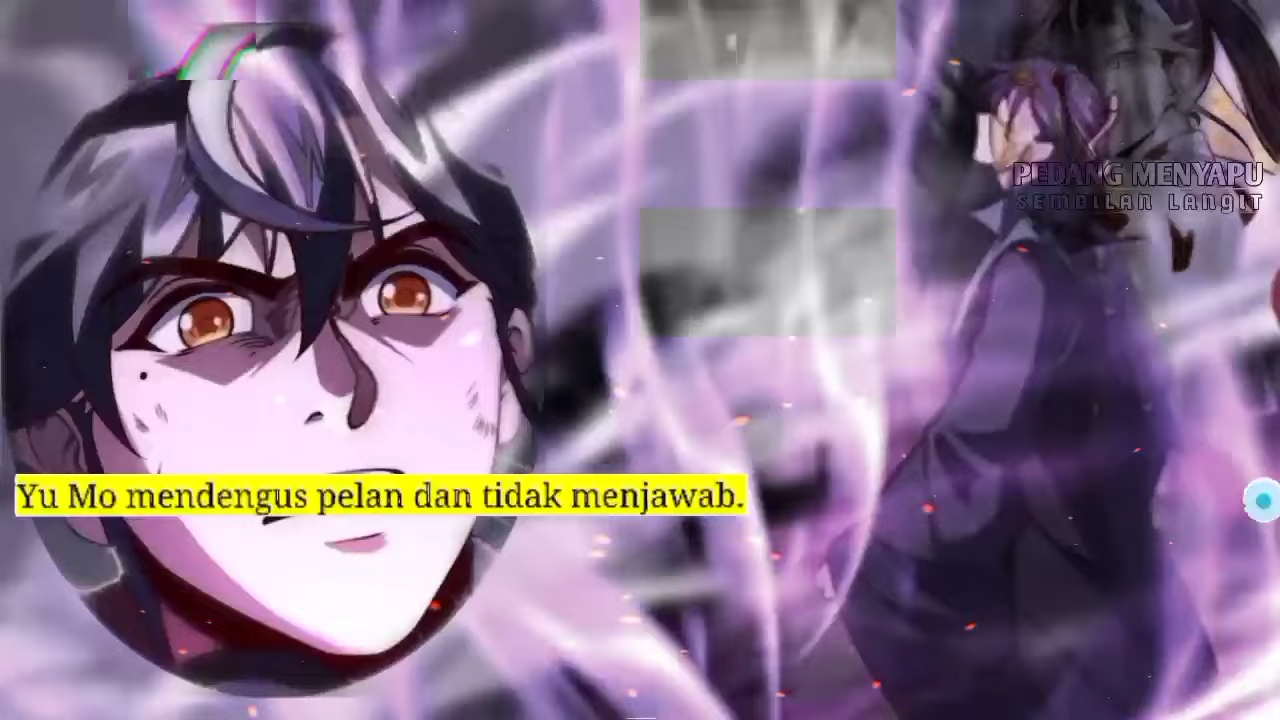 PEDANG MENYAPU
SEMBILAN LANGIT
Yu Mo mendengus pelan dan tidak menjawab.